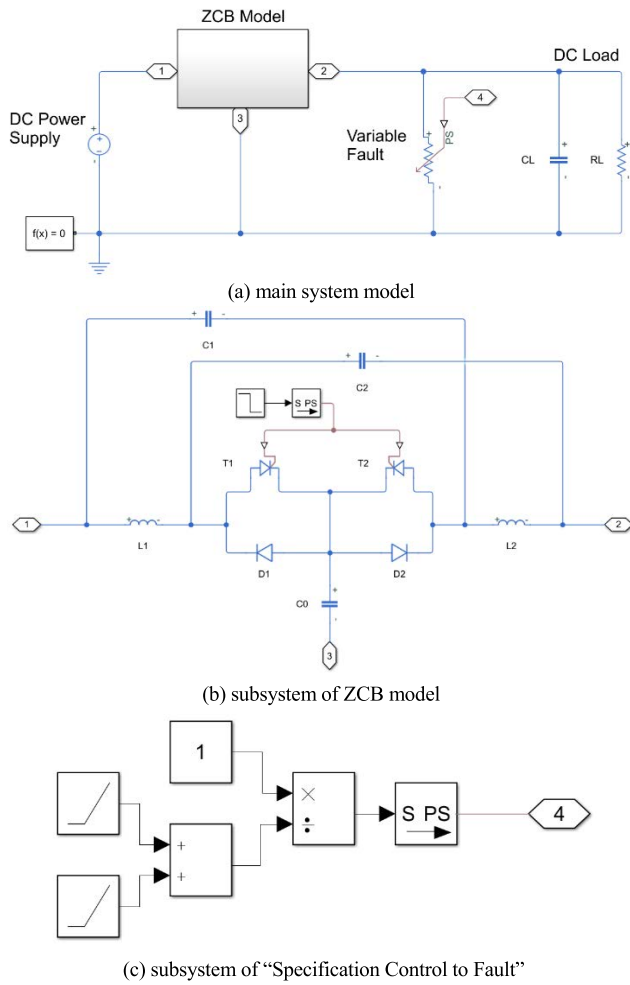 ZCB Model
1
2
3
DC Power
Supply
+
-
f(x) = 0
Variable
Fault
+
-
PS
4
DC Load
CL
+
-
RL
+
-
(a) main system model
+ -
C1
+ -
C2
S PS
T1
T2
1
+ -
L1
+ -
L2
2
D1
D2
C0
+
-
3
(b) subsystem of ZCB model
1
×
÷
+
+
S PS
4
(c) subsystem of “Specification Control to Fault”